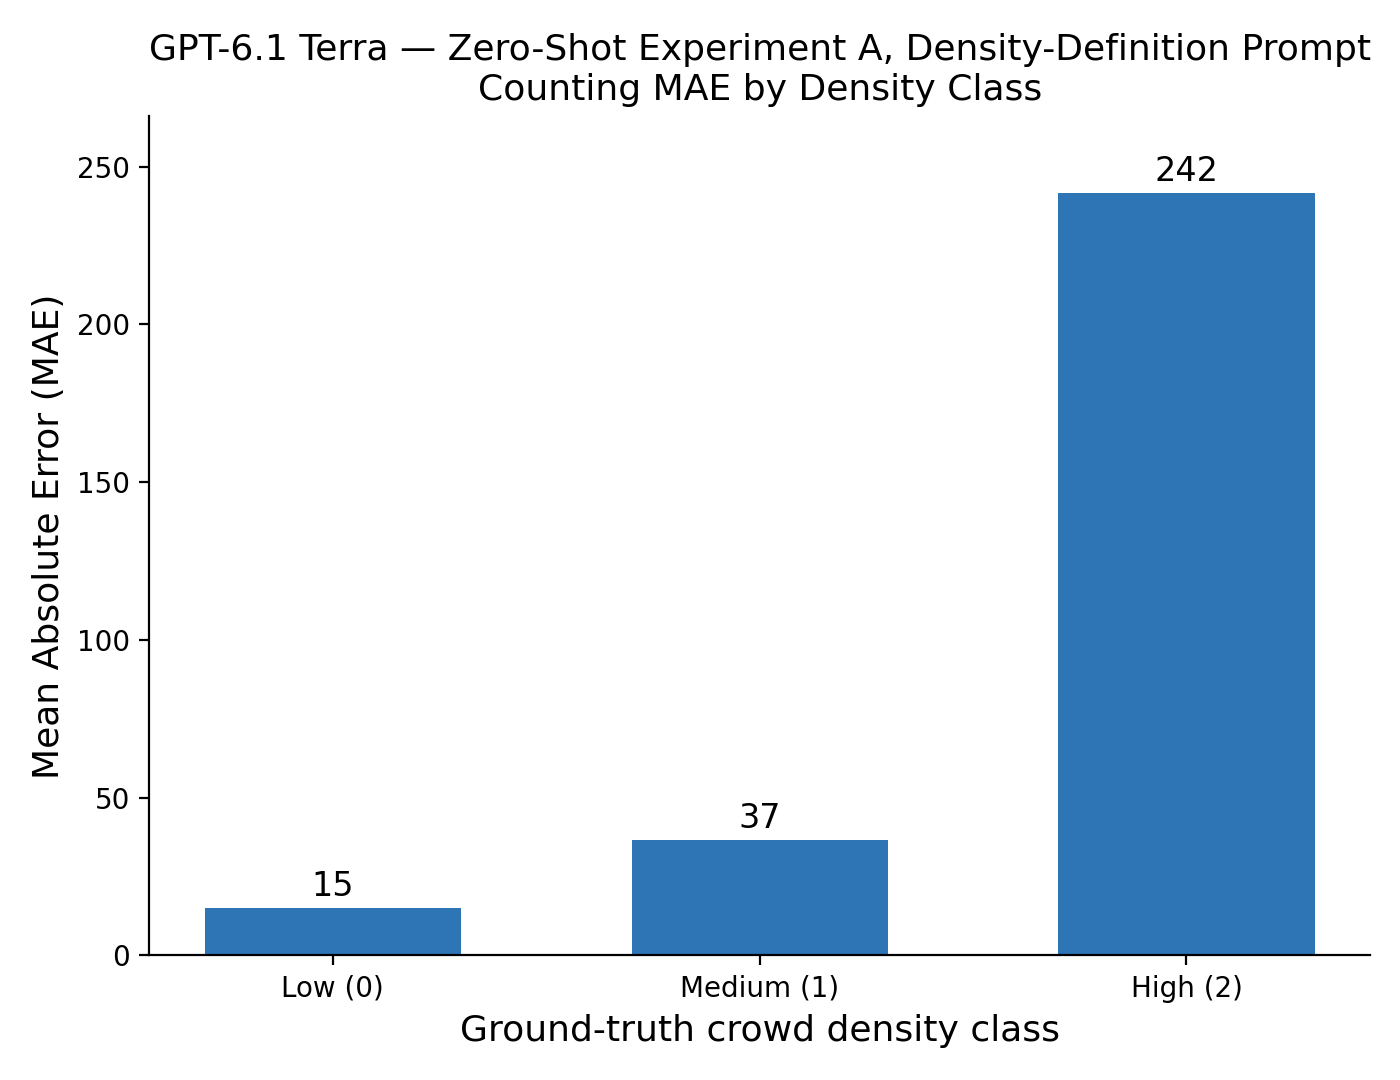 GPT-6.1 Terra — Zero-Shot Experiment A, Density-Definition Prompt
Counting MAE by Density Class
Mean Absolute Error (MAE)
250
200
150
100
50
0
15
37
242
Low (0)
Medium (1)
High (2)
Ground-truth crowd density class